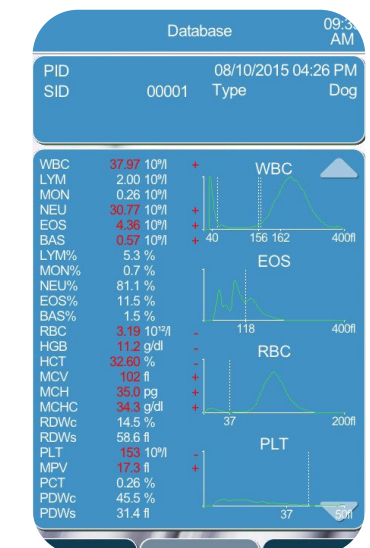 Database
09:3
AM
PID 08/10/2015 04:26 PM
SID 00001 Type Dog
WBC 37.97 10⁹/l +
LYM 2.00 10⁹/l
MON 0.26 10⁹/l
NEU 30.77 10⁹/l +
EOS 4.36 10⁹/l +
BAS 0.57 10⁹/l +
LYM% 5.3 %
MON% 0.7 %
NEU% 81.1 %
EOS% 11.5 %
BAS% 1.5 %
RBC 3.19 10¹²/l -
HGB 11.2 g/dl -
HCT 32.60 % -
MCV 102 fl +
MCH 35.0 pg +
MCHC 34.3 g/dl +
RDWc 14.5 %
RDWs 58.6 fl
PLT 153 10⁹/l -
MPV 17.3 fl +
PCT 0.26 %
PDWc 45.5 %
PDWs 31.4 fl
WBC
40 156 162 400fl
EOS
118 400fl
RBC
37 200fl
PLT
37 50fl